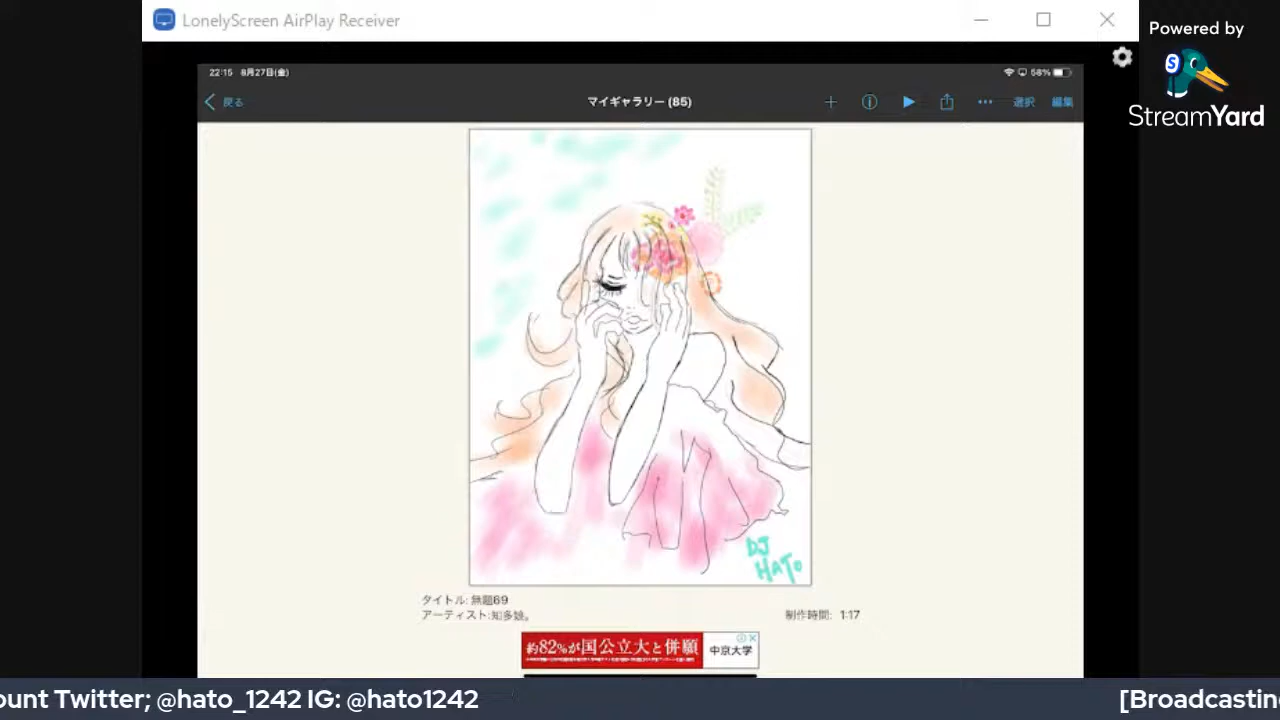 LonelyScreen AirPlay Receiver
Powered by
S
StreamYard
22:15 8月27日(金)
58%
戻る
マイギャラリー (85)
選択
編集
DJ
HaTo
タイトル: 無題69
アーティスト:知多娘。
制作時間: 1:17
約82%が国公立大と併願
中京大学
ount Twitter; @hato_1242 IG: @hato1242
[Broadcasting